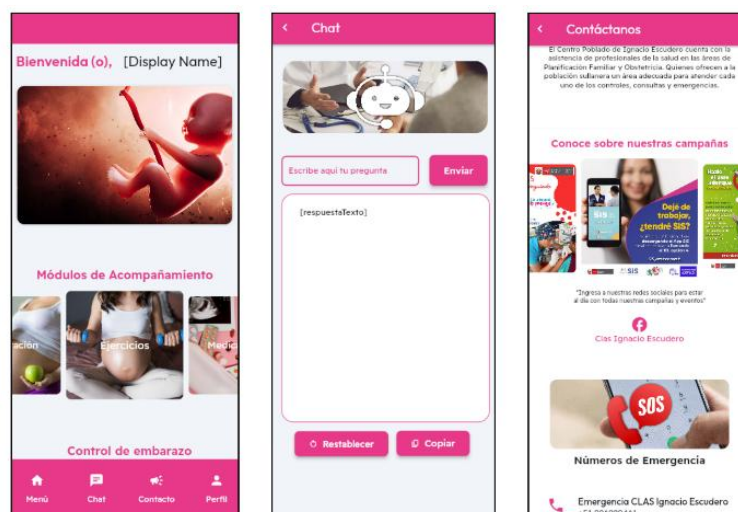 Bienvenida (o), [Display Name]
Módulos de Acompañamiento
ación
Ejercicios
Medic
Control de embarazo
Menú
Chat
Contacto
Perfil
Chat
Escribe aquí tu pregunta
Enviar
[respuestaTexto]
Restablecer
Copiar
Contáctanos
El Centro Poblado de Ignacio Escudero cuenta con la
asistencia de profesionales de la salud en las áreas de
Planificación Familiar y Obstetricia. Quienes ofrecen a la
población sullanera un área adecuada para atender cada
uno de los controles, consultas y emergencias.
Conoce sobre nuestras campañas
SIS
Dejé de
trabajar,
¿tendré SIS?
SIS
"Ingresa a nuestras redes sociales para estar
al día con todas nuestras campañas y eventos"
Clas Ignacio Escudero
SOS
Números de Emergencia
Emergencia CLAS Ignacio Escudero